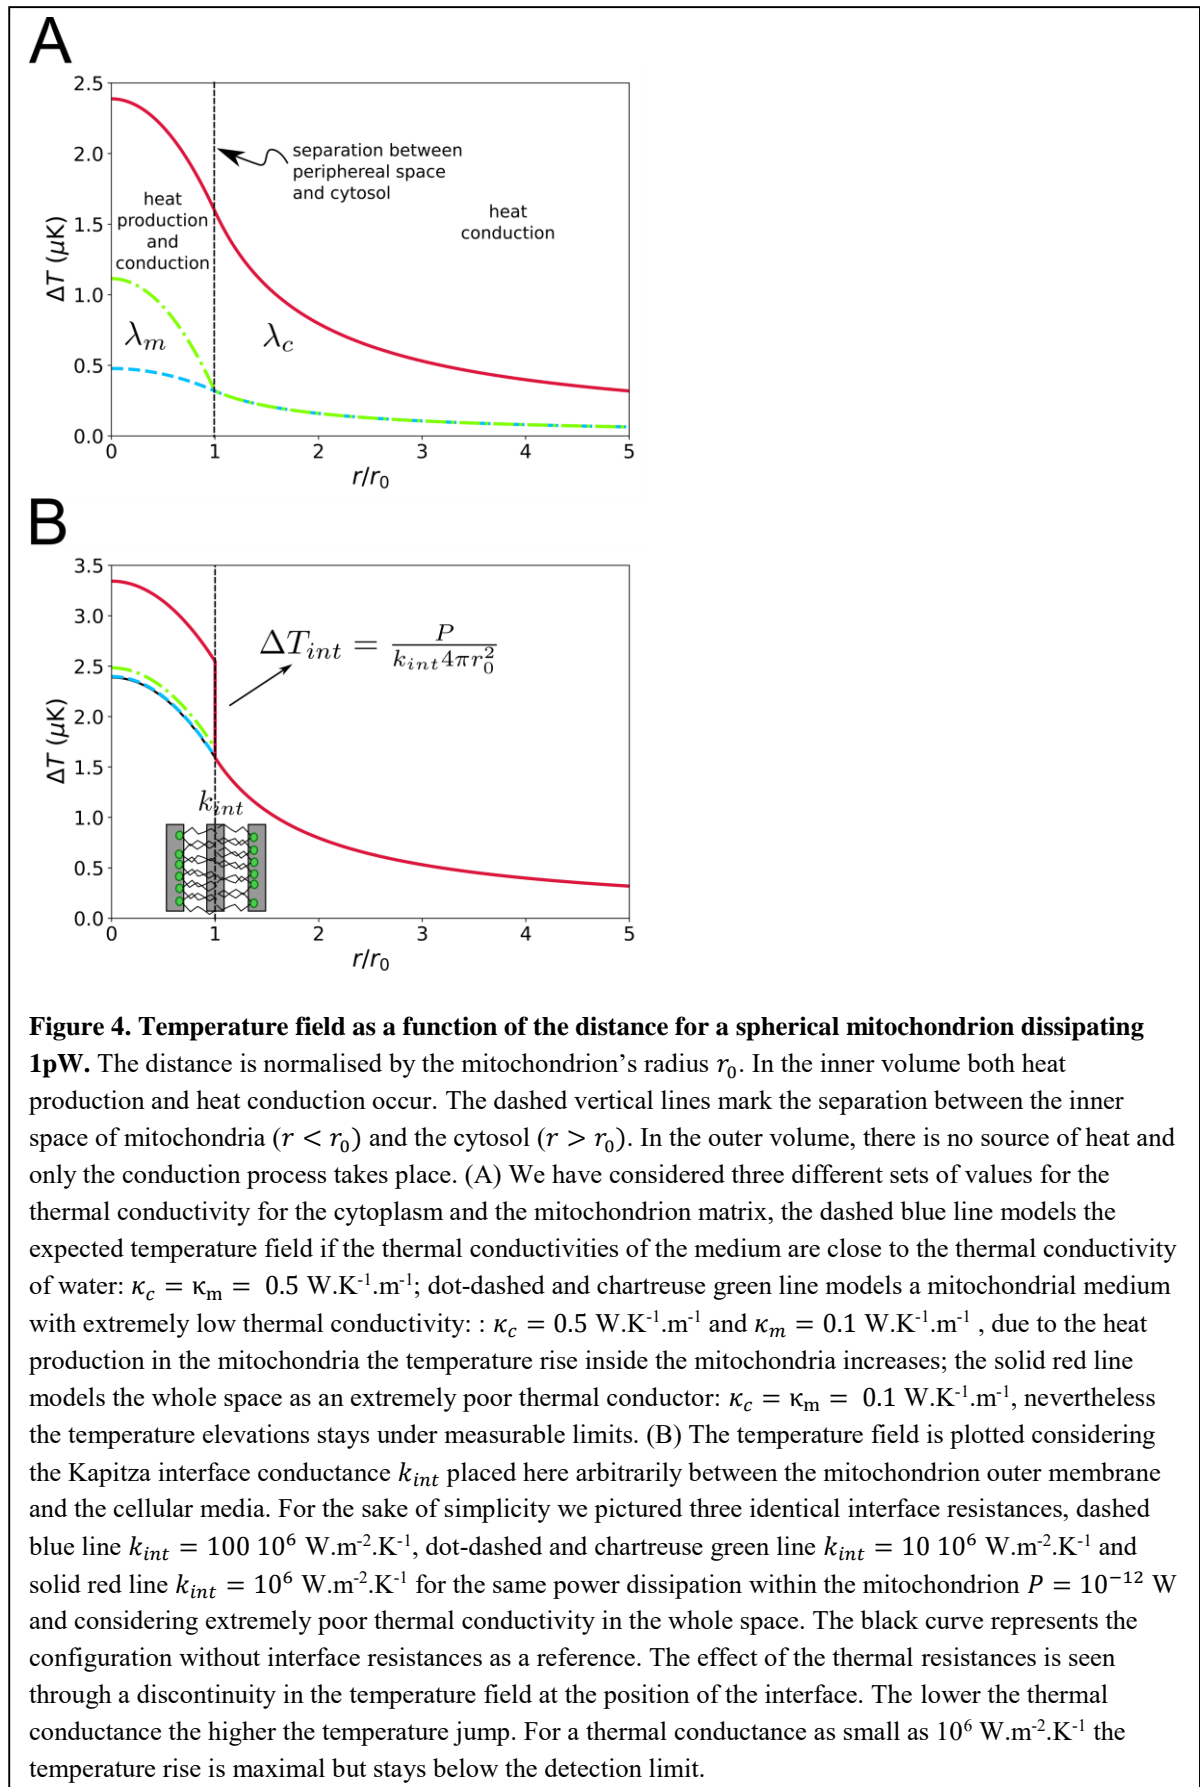 A
2.5
2.0
1.5
1.0
0.5
0.0
ΔT (μK)
separation between
periphereal space
and cytosol
heat
production
and
conduction
heat
conduction
λm
λc
0 1 2 3 4 5
r/r0
B
3.5
3.0
2.5
2.0
1.5
1.0
0.5
0.0
ΔT (μK)
ΔTint = P / kint4πr0²
kint
0 1 2 3 4 5
r/r0
Figure 4. Temperature field as a function of the distance for a spherical mitochondrion dissipating
1pW. The distance is normalised by the mitochondrion’s radius r0. In the inner volume both heat
production and heat conduction occur. The dashed vertical lines mark the separation between the inner
space of mitochondria (r < r0) and the cytosol (r > r0). In the outer volume, there is no source of heat and
only the conduction process takes place. (A) We have considered three different sets of values for the
thermal conductivity for the cytoplasm and the mitochondrion matrix, the dashed blue line models the
expected temperature field if the thermal conductivities of the medium are close to the thermal conductivity
of water: κc = κm = 0.5 W.K-1.m-1; dot-dashed and chartreuse green line models a mitochondrial medium
with extremely low thermal conductivity: : κc = 0.5 W.K-1.m-1 and κm = 0.1 W.K-1.m-1 , due to the heat
production in the mitochondria the temperature rise inside the mitochondria increases; the solid red line
models the whole space as an extremely poor thermal conductor: κc = κm = 0.1 W.K-1.m-1, nevertheless
the temperature elevations stays under measurable limits. (B) The temperature field is plotted considering
the Kapitza interface conductance kint placed here arbitrarily between the mitochondrion outer membrane
and the cellular media. For the sake of simplicity we pictured three identical interface resistances, dashed
blue line kint = 100 10⁶ W.m-2.K-1, dot-dashed and chartreuse green line kint = 10 10⁶ W.m-2.K-1 and
solid red line kint = 10⁶ W.m-2.K-1 for the same power dissipation within the mitochondrion P = 10⁻¹² W
and considering extremely poor thermal conductivity in the whole space. The black curve represents the
configuration without interface resistances as a reference. The effect of the thermal resistances is seen
through a discontinuity in the temperature field at the position of the interface. The lower the thermal
conductance the higher the temperature jump. For a thermal conductance as small as 10⁶ W.m-2.K-1 the
temperature rise is maximal but stays below the detection limit.